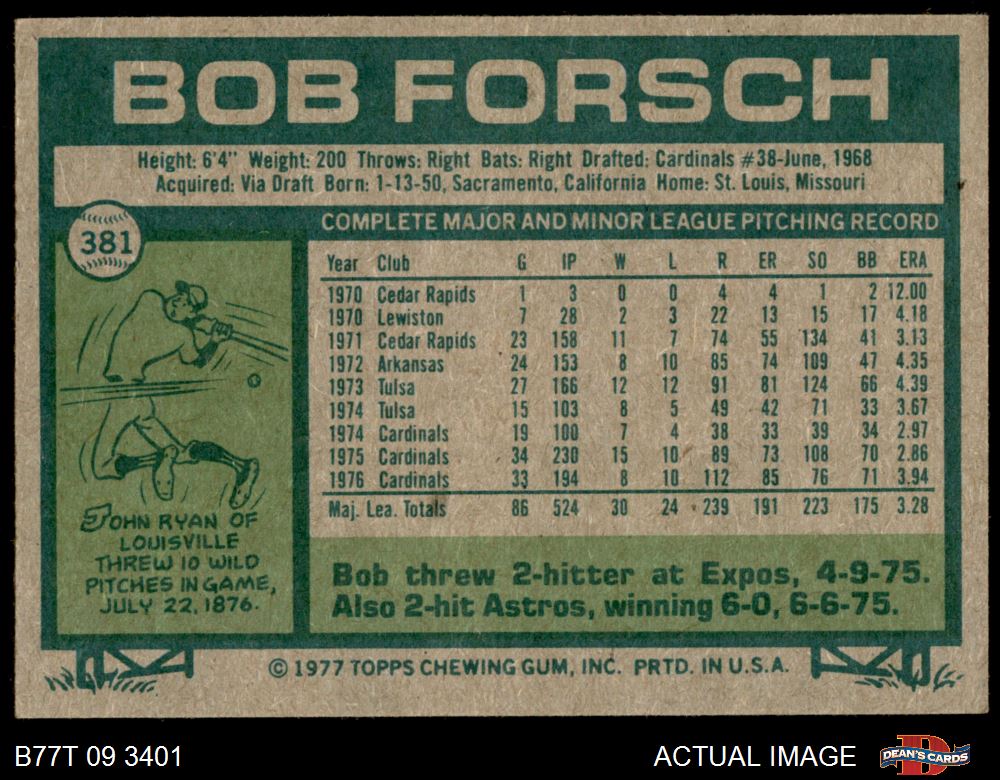 BOB FORSCH
Height: 6'4" Weight: 200 Throws: Right Bats: Right Drafted: Cardinals #38-June, 1968
Acquired: Via Draft Born: 1-13-50, Sacramento, California Home: St. Louis, Missouri
381
COMPLETE MAJOR AND MINOR LEAGUE PITCHING RECORD
Year Club G IP W L R ER SO BB ERA
1970 Cedar Rapids 1 3 0 0 4 4 1 2 12.00
1970 Lewiston 7 28 2 3 22 13 15 17 4.18
1971 Cedar Rapids 23 158 11 7 74 55 134 41 3.13
1972 Arkansas 24 153 8 10 85 74 109 47 4.35
1973 Tulsa 27 166 12 12 91 81 124 66 4.39
1974 Tulsa 15 103 8 5 49 42 71 33 3.67
1974 Cardinals 19 100 7 4 38 33 39 34 2.97
1975 Cardinals 34 230 15 10 89 73 108 70 2.86
1976 Cardinals 33 194 8 10 112 85 76 71 3.94
Maj. Lea. Totals 86 524 30 24 239 191 223 175 3.28
JOHN RYAN OF
LOUISVILLE
THREW 10 WILD
PITCHES IN GAME,
JULY 22, 1876.
Bob threw 2-hitter at Expos, 4-9-75.
Also 2-hit Astros, winning 6-0, 6-6-75.
© 1977 TOPPS CHEWING GUM, INC. PRTD. IN U.S.A.
B77T 09 3401
ACTUAL IMAGE
D
DEAN'S CARDS